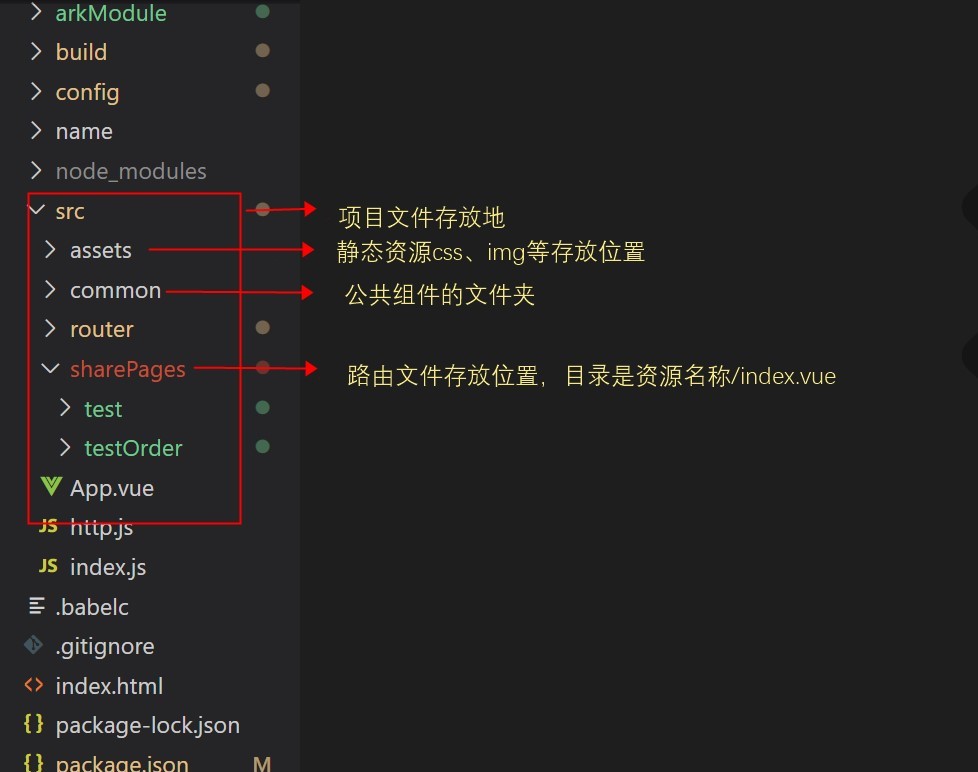 arkModule
build
config
name
node_modules
src
项目文件存放地
assets
静态资源css、img等存放位置
common
公共组件的文件夹
router
sharePages
路由文件存放位置，目录是资源名称/index.vue
test
testOrder
App.vue
JS http.js
JS index.js
.babelc
.gitignore
<> index.html
{} package-lock.json
{} package.json M